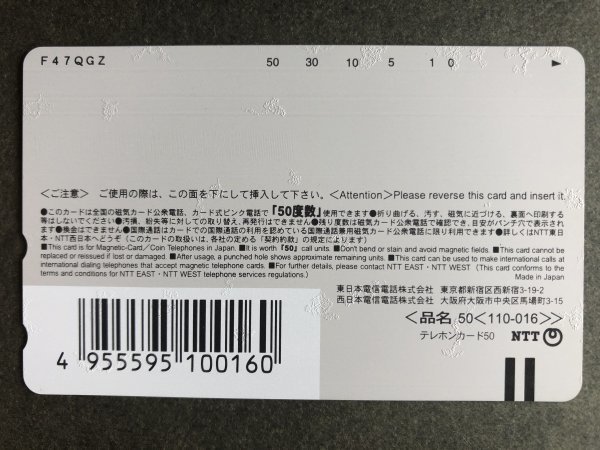 F47QGZ 50 30 10 5 1 0
〈ご注意〉 ご使用の際は、この面を下にして挿入して下さい。〈Attention〉Please reverse this card and insert it.
●このカードは全国の磁気カード公衆電話、カード式ピンク電話で「50度数」使用できます●折り曲げる、汚す、磁気に近づける、裏面へ印刷する
等はしないでください●汚損、紛失等に対しての取り替え、再発行はできません●残り度数は磁気カード公衆電話で確認でき、目安がパンチ穴で表示されます
●換金はできません●国際通話はカードでの国際通話の利用を認めている国際通話兼用磁気カード公衆電話に限り利用できます●詳しくはNTT東日
本・NTT西日本へどうぞ（このカードの取扱いは、各社の定める「契約約款」の規定によります）
■This card is for Magnetic-Card／Coin Telephones in Japan. ■It is worth「50」call units. ■Don't bend or stain and avoid magnetic fields. ■This card cannot be
replaced or reissued if lost or damaged. ■After usage, a punched hole shows approximate remaining units. ■This card can be used to make international calls at
international dialing telephones that accept magnetic telephone cards. ■For further details, please contact NTT EAST・NTT WEST (This card conforms to the
terms and conditions for NTT EAST・NTT WEST telephone services regulations.) Made in Japan
東日本電信電話株式会社 東京都新宿区西新宿3-19-2
西日本電信電話株式会社 大阪府大阪市中央区馬場町3-15
〈品名 50〈110-016〉〉
テレホンカード50 NTT
4 955595 100160